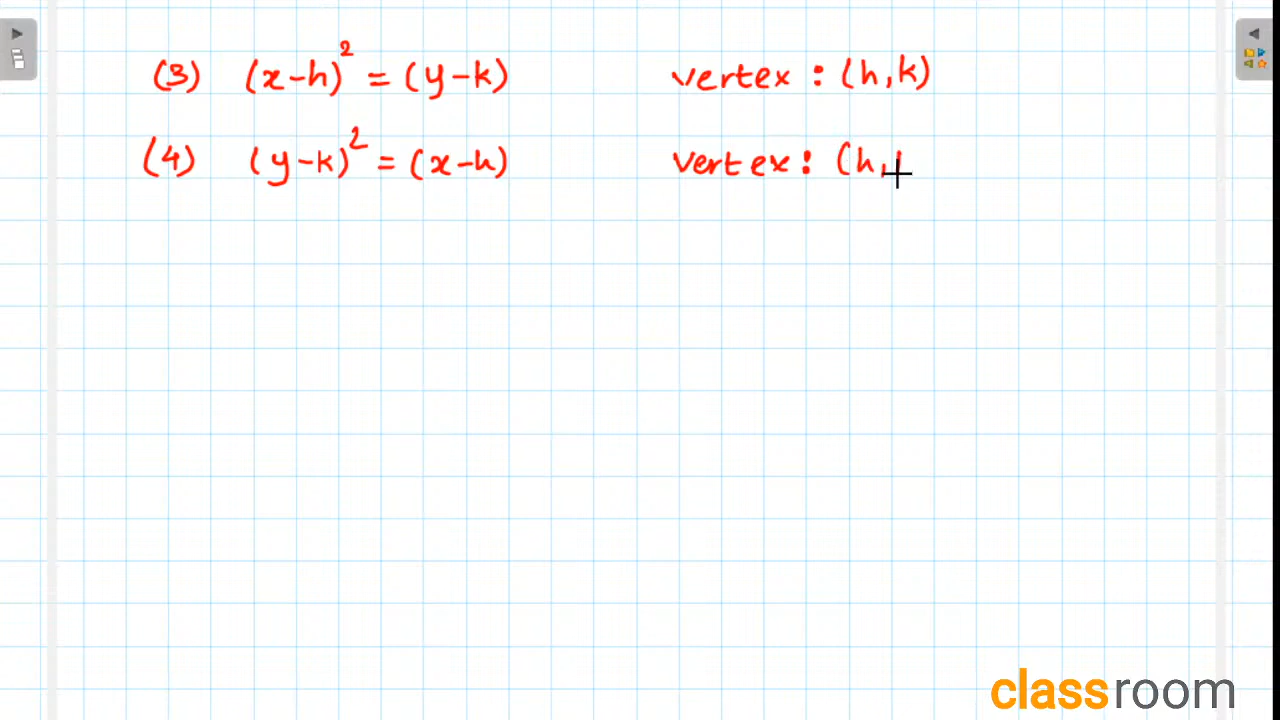 (3) (x-h)² = (y-k) vertex : (h,k)
(4) (y-k)² = (x-h) vertex : (h,
classroom